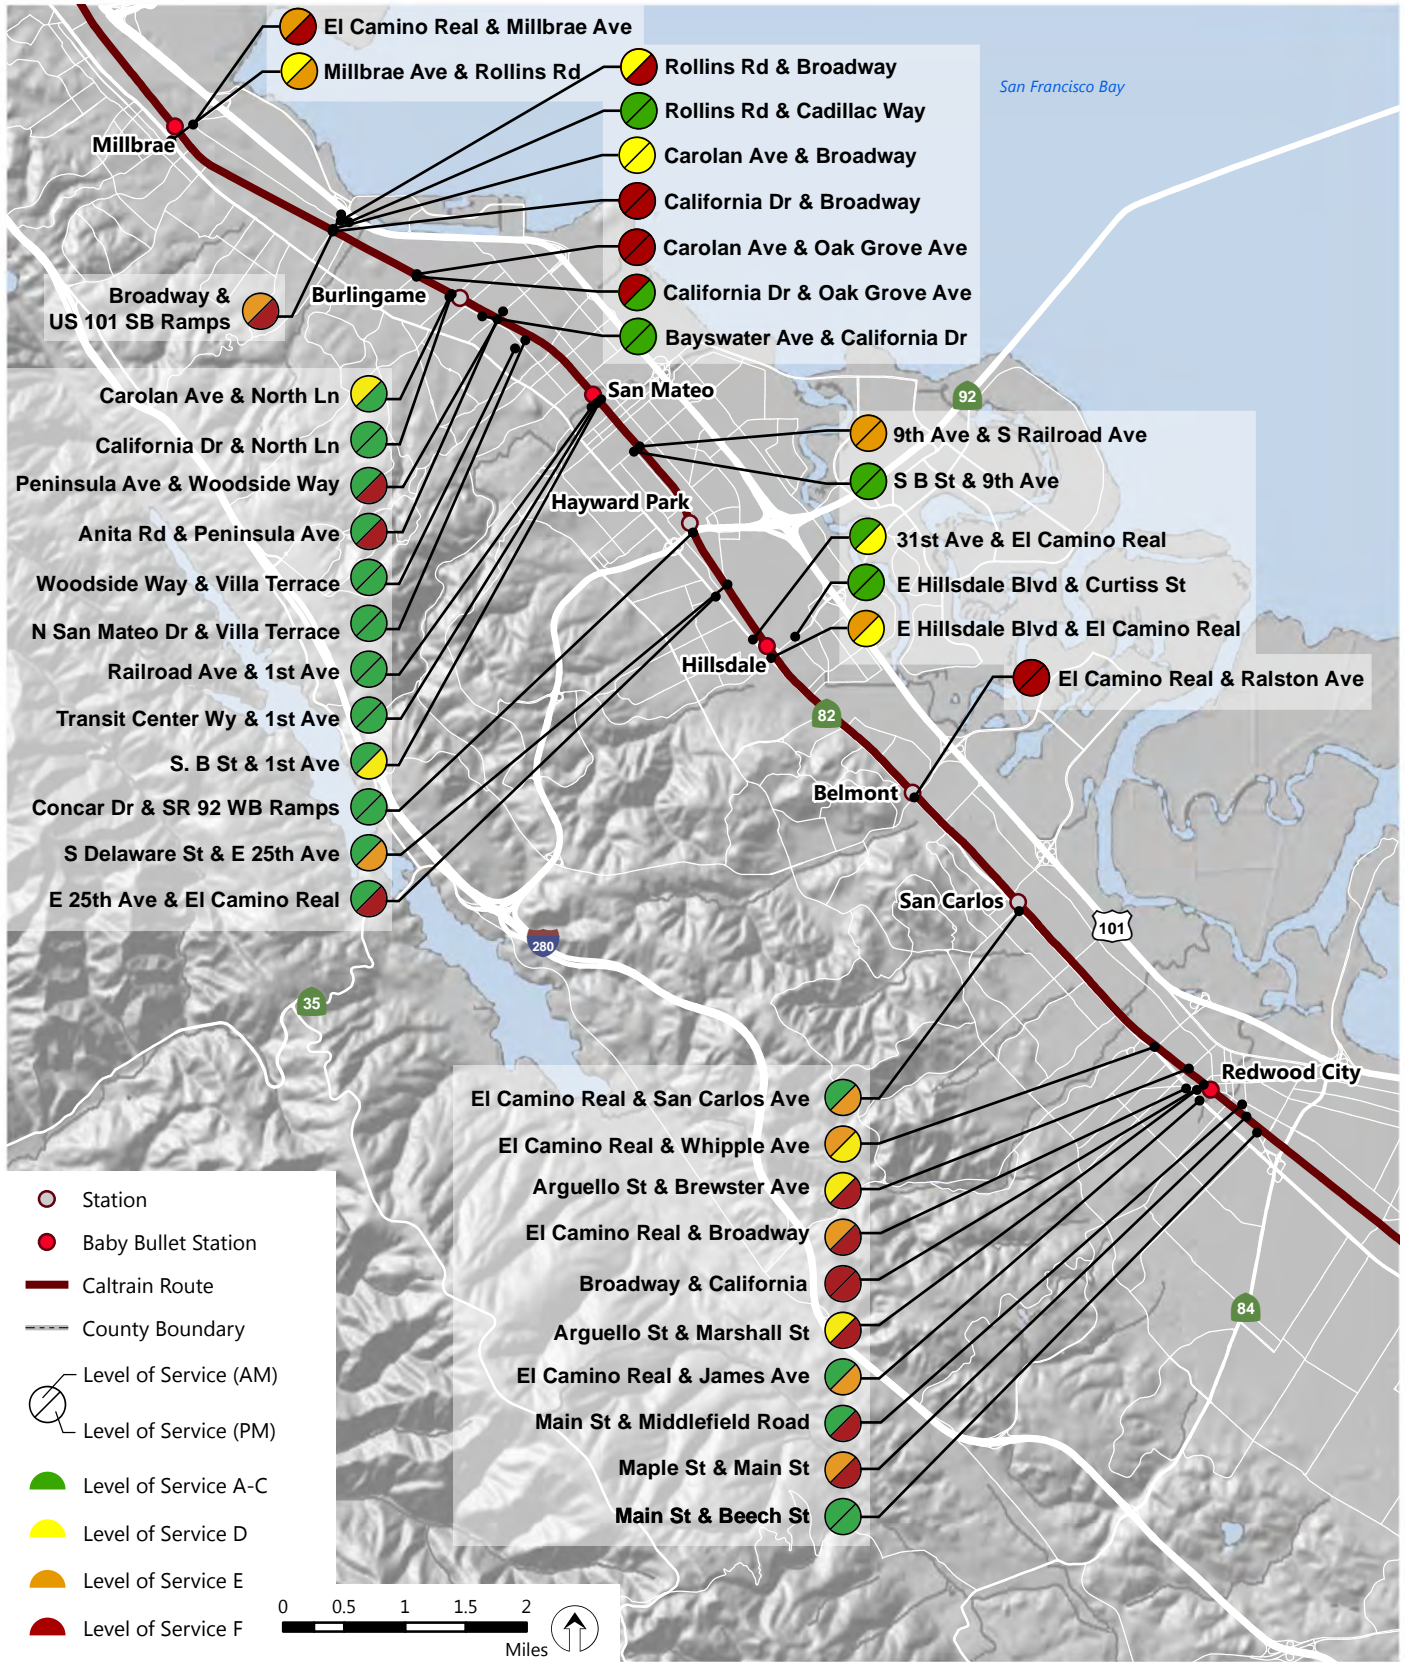 El Camino Real & Millbrae Ave
Millbrae Ave & Rollins Rd
Rollins Rd & Broadway
Rollins Rd & Cadillac Way
Carolan Ave & Broadway
California Dr & Broadway
Carolan Ave & Oak Grove Ave
California Dr & Oak Grove Ave
Bayswater Ave & California Dr
San Francisco Bay
Millbrae
Broadway &
US 101 SB Ramps
Burlingame
San Mateo
92
Carolan Ave & North Ln
California Dr & North Ln
Peninsula Ave & Woodside Way
Anita Rd & Peninsula Ave
Woodside Way & Villa Terrace
N San Mateo Dr & Villa Terrace
Railroad Ave & 1st Ave
Transit Center Wy & 1st Ave
S. B St & 1st Ave
Concar Dr & SR 92 WB Ramps
S Delaware St & E 25th Ave
E 25th Ave & El Camino Real
9th Ave & S Railroad Ave
S B St & 9th Ave
31st Ave & El Camino Real
E Hillsdale Blvd & Curtiss St
E Hillsdale Blvd & El Camino Real
Hayward Park
Hillsdale
El Camino Real & Ralston Ave
82
Belmont
San Carlos
101
280
35
Redwood City
El Camino Real & San Carlos Ave
El Camino Real & Whipple Ave
Arguello St & Brewster Ave
El Camino Real & Broadway
Broadway & California
Arguello St & Marshall St
El Camino Real & James Ave
Main St & Middlefield Road
Maple St & Main St
Main St & Beech St
84
Station
Baby Bullet Station
Caltrain Route
County Boundary
Level of Service (AM)
Level of Service (PM)
Level of Service A-C
Level of Service D
Level of Service E
Level of Service F
0 0.5 1 1.5 2
Miles